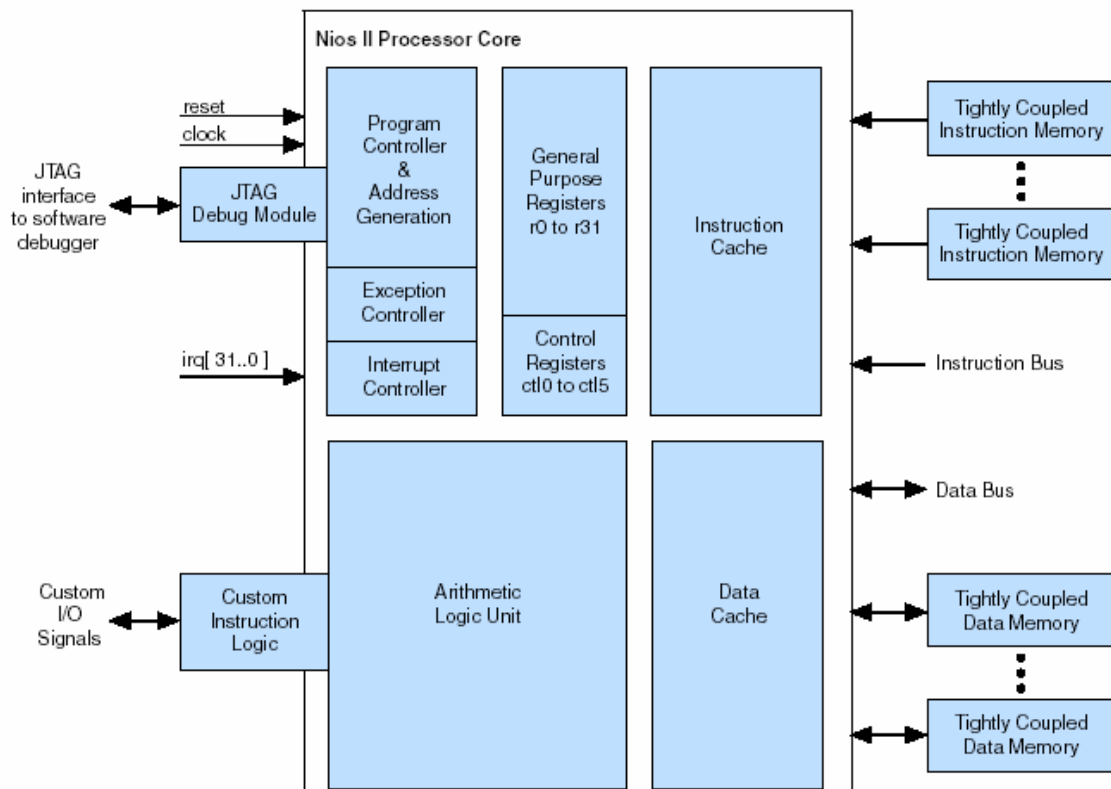 Nios II Processor Core
reset
clock
JTAG
interface
to software
debugger
JTAG
Debug Module
irq[ 31..0 ]
Program
Controller
&
Address
Generation
Exception
Controller
Interrupt
Controller
General
Purpose
Registers
r0 to r31
Control
Registers
ctl0 to ctl5
Instruction
Cache
Tightly Coupled
Instruction Memory
Tightly Coupled
Instruction Memory
Instruction Bus
Data Bus
Custom
I/O
Signals
Custom
Instruction
Logic
Arithmetic
Logic Unit
Data
Cache
Tightly Coupled
Data Memory
Tightly Coupled
Data Memory